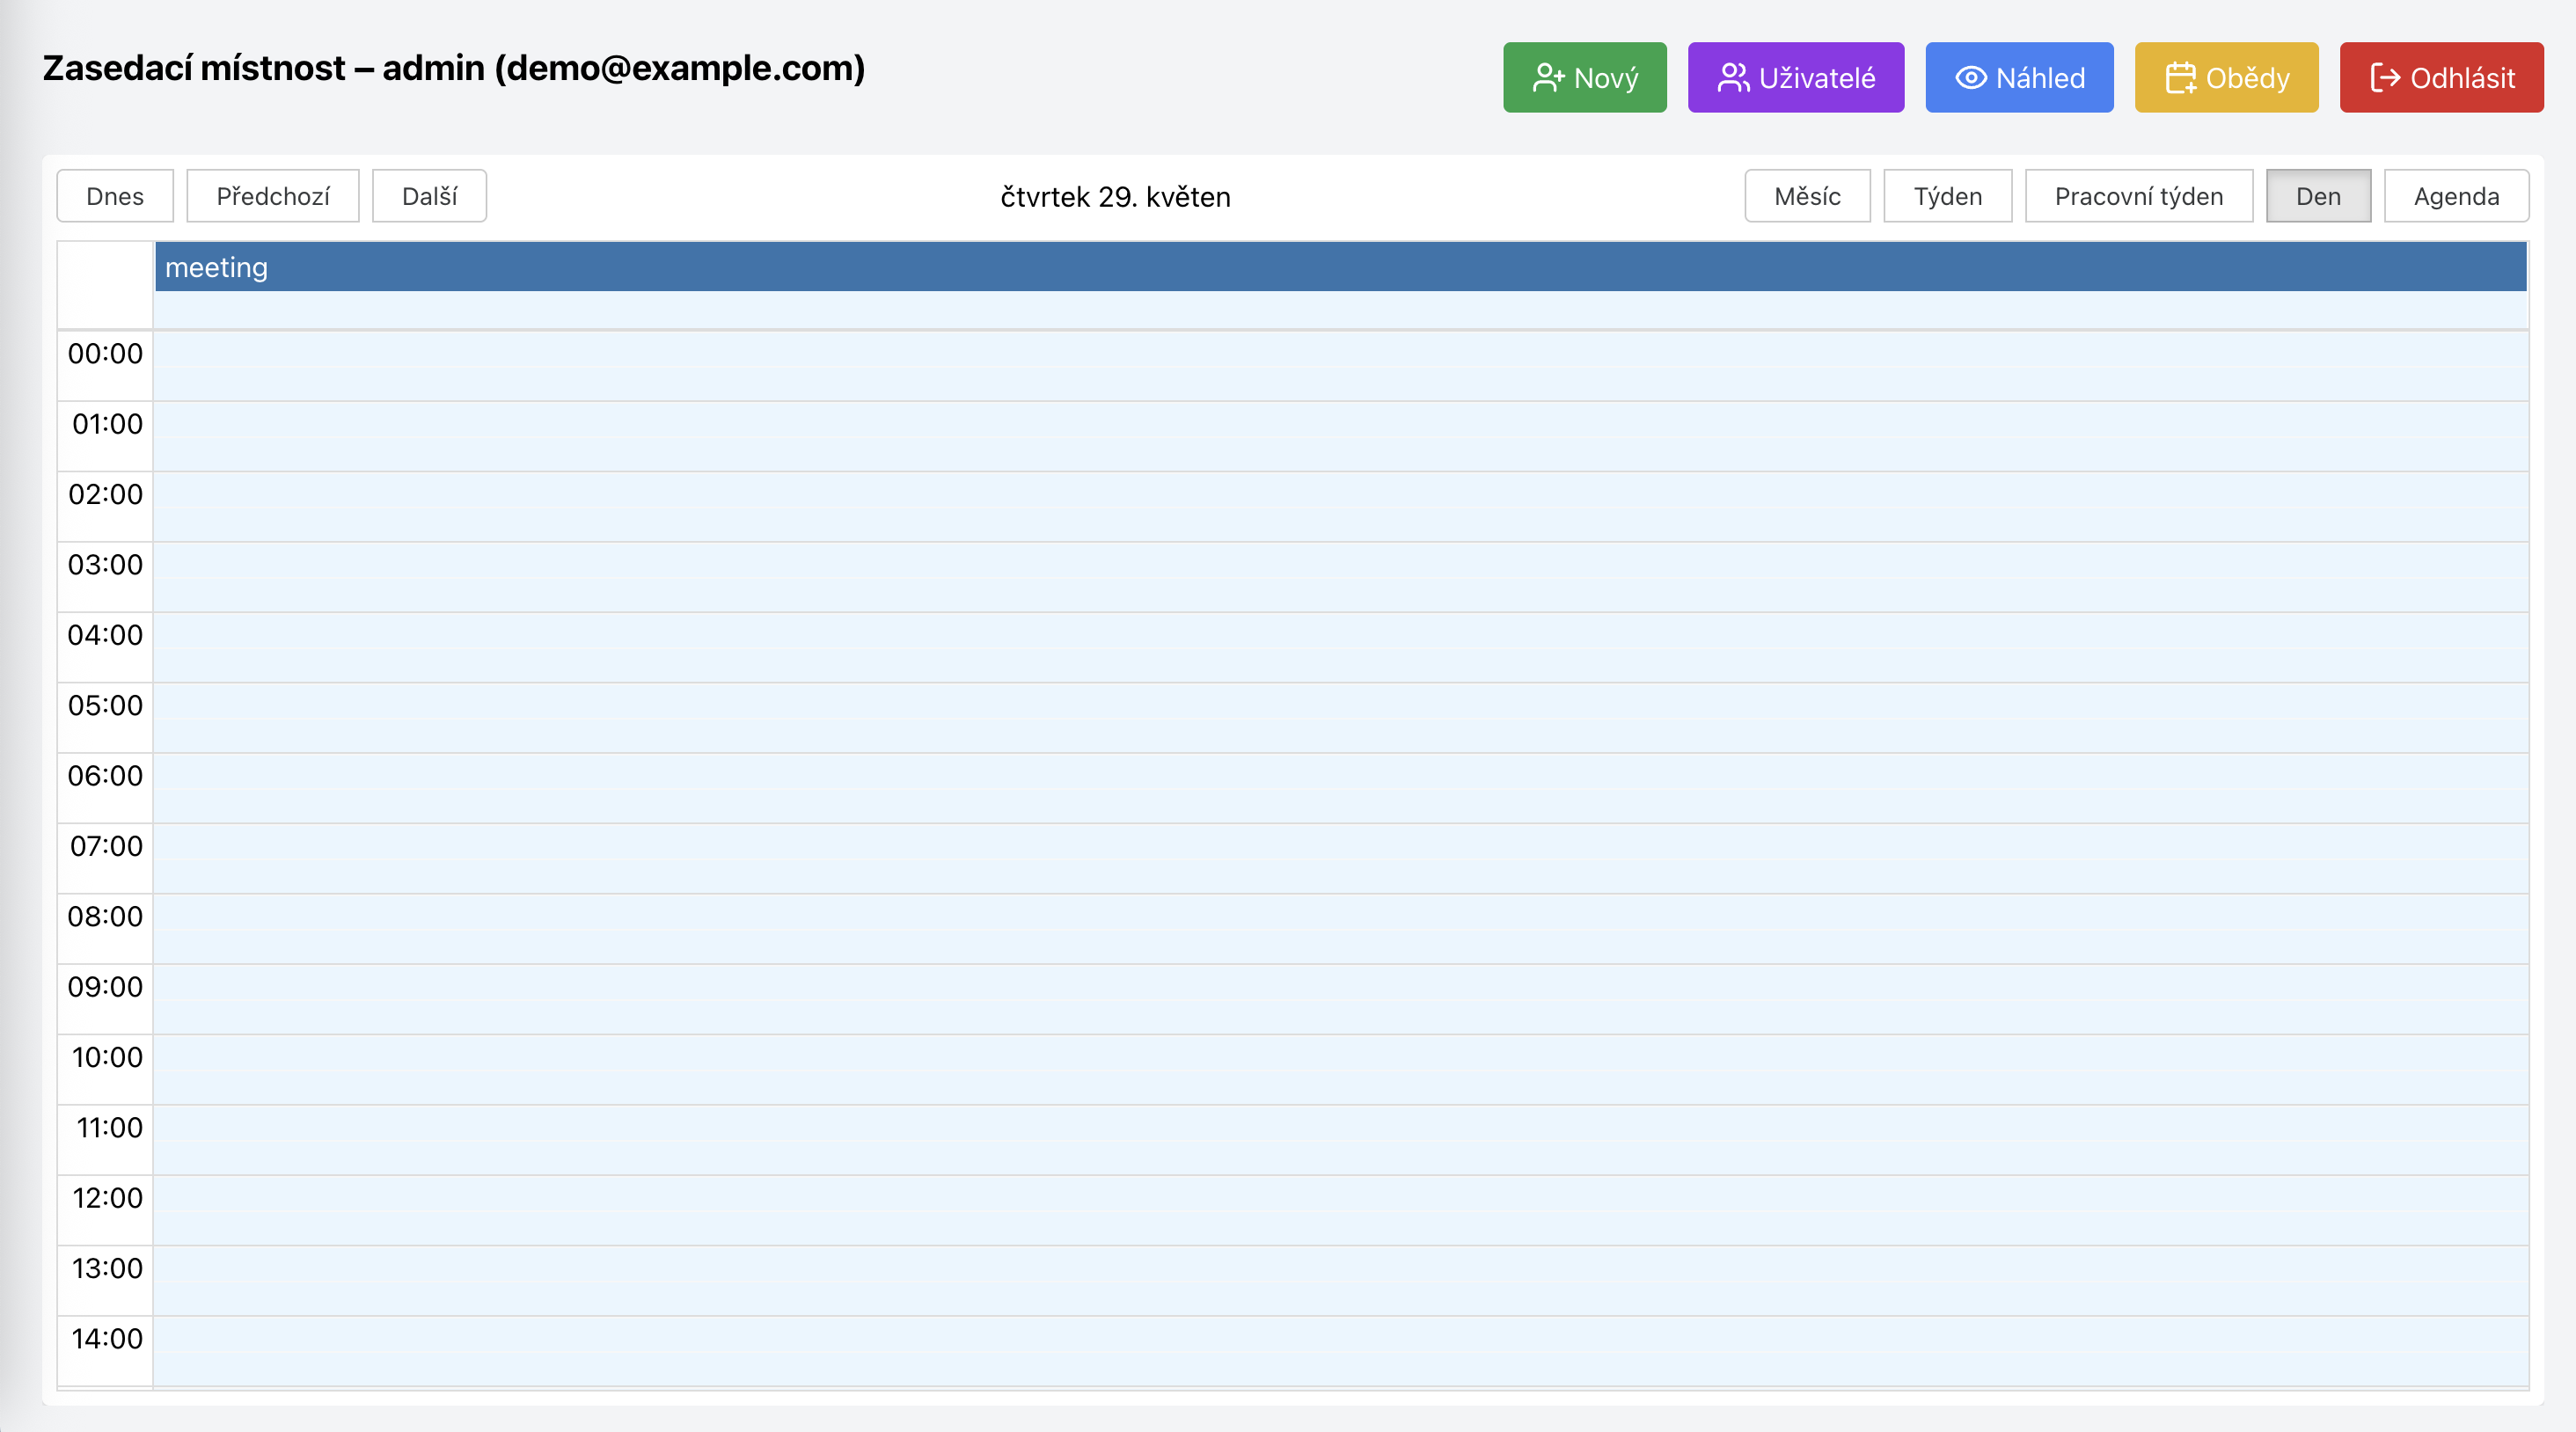 Zasedací místnost – admin (demo@example.com)
Nový
Uživatelé
Náhled
Obědy
Odhlásit
Dnes
Předchozí
Další
čtvrtek 29. květen
Měsíc
Týden
Pracovní týden
Den
Agenda
meeting
00:00
01:00
02:00
03:00
04:00
05:00
06:00
07:00
08:00
09:00
10:00
11:00
12:00
13:00
14:00